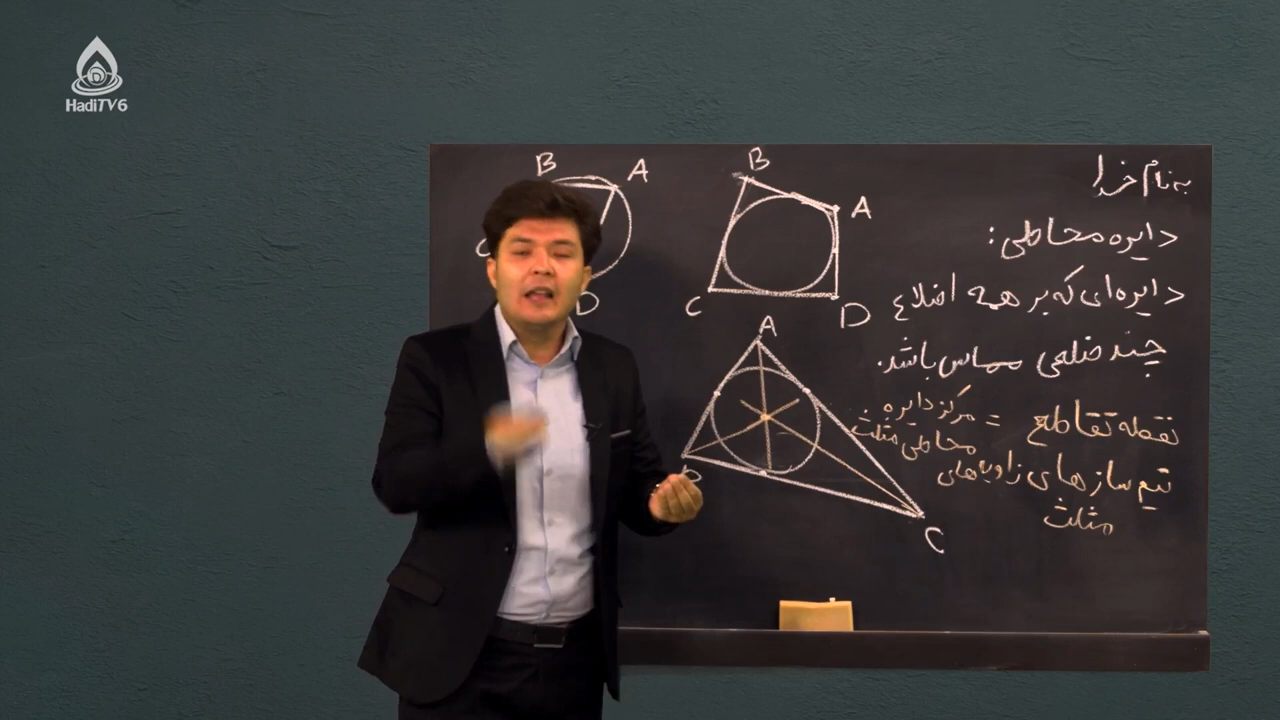 HadiTV6
به نام خدا
دایره محاطی:
دایره‌ای که بر همه اضلاع
چند ضلعی مماس باشد.
نقطه تقاطع = مرکز دایره
محاطی مثلث
نیم سازهای زاویه های
مثلث
B A
D
B
A
C
D
A
C